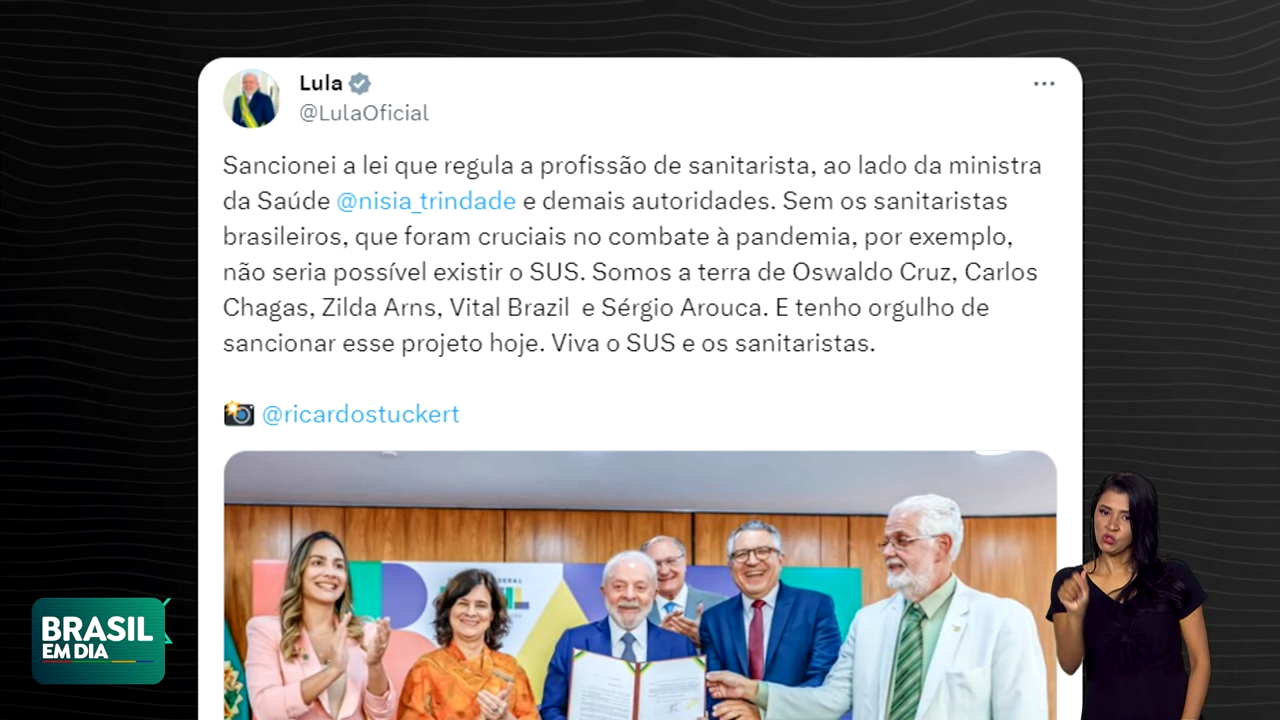 Lula
@LulaOficial
Sancionei a lei que regula a profissão de sanitarista, ao lado da ministra
da Saúde @nisia_trindade e demais autoridades. Sem os sanitaristas
brasileiros, que foram cruciais no combate à pandemia, por exemplo,
não seria possível existir o SUS. Somos a terra de Oswaldo Cruz, Carlos
Chagas, Zilda Arns, Vital Brazil e Sérgio Arouca. E tenho orgulho de
sancionar esse projeto hoje. Viva o SUS e os sanitaristas.
@ricardostuckert
BRASIL
EM DIA